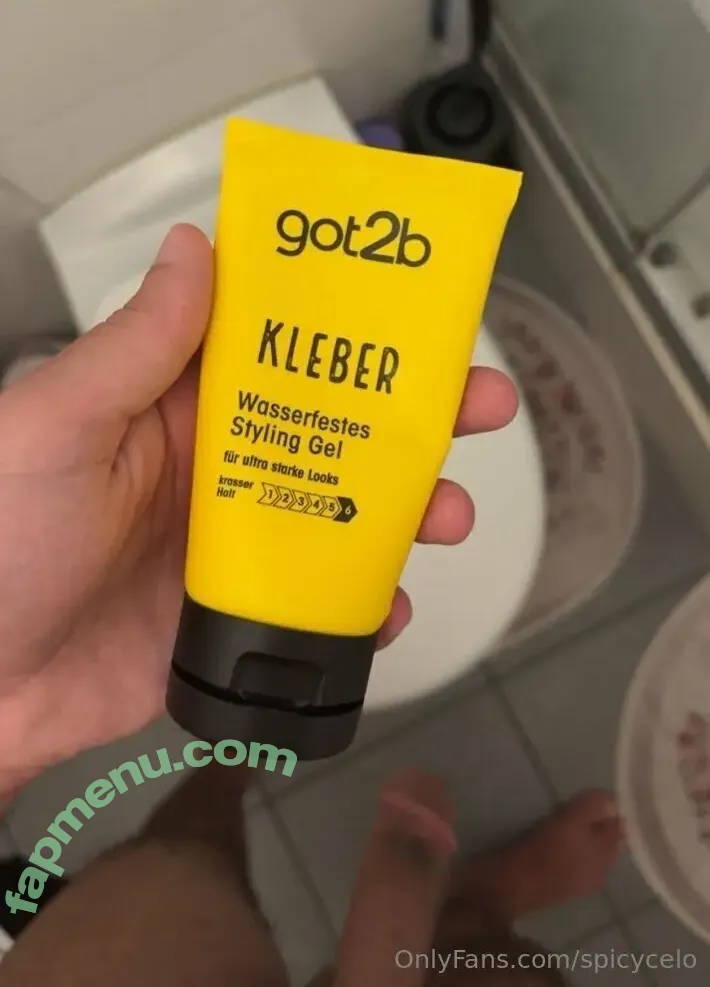 got2b
KLEBER
Wasserfestes
Styling Gel
für ultra starke Looks
krasser
Halt
1 2 3 4 5 6
fapmenu.com
OnlyFans.com/spicycelo